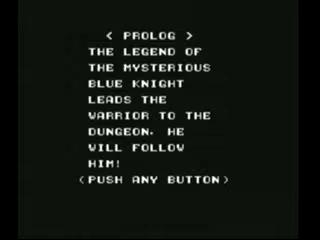 < PROLOG >
THE LEGEND OF
THE MYSTERIOUS
BLUE KNIGHT
LEADS THE
WARRIOR TO THE
DUNGEON. HE
WILL FOLLOW
HIM!
(PUSH ANY BUTTON)